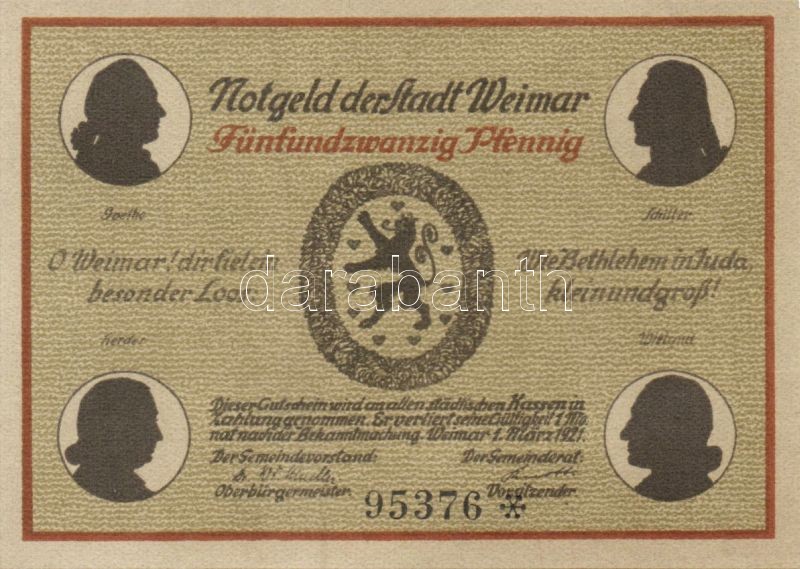 Notgeld der Stadt Weimar
Fünfundzwanzig Pfennig
Goethe
Schiller
O Weimar! dir fiel ein
besonder Loos
Wie Bethlehem in Juda,
klein und groß!
darabanth
Herder
Wieland
Dieser Gutschein wird an allen städtischen Kassen in
Zahlung genommen. Er verliert seine Gültigkeit 1 Mo-
nat nach der Bekanntmachung. Weimar 1. März 1921.
Der Gemeindevorstand:
Der Gemeinderat:
Oberbürgermeister.
Vorsitzender.
95376 *